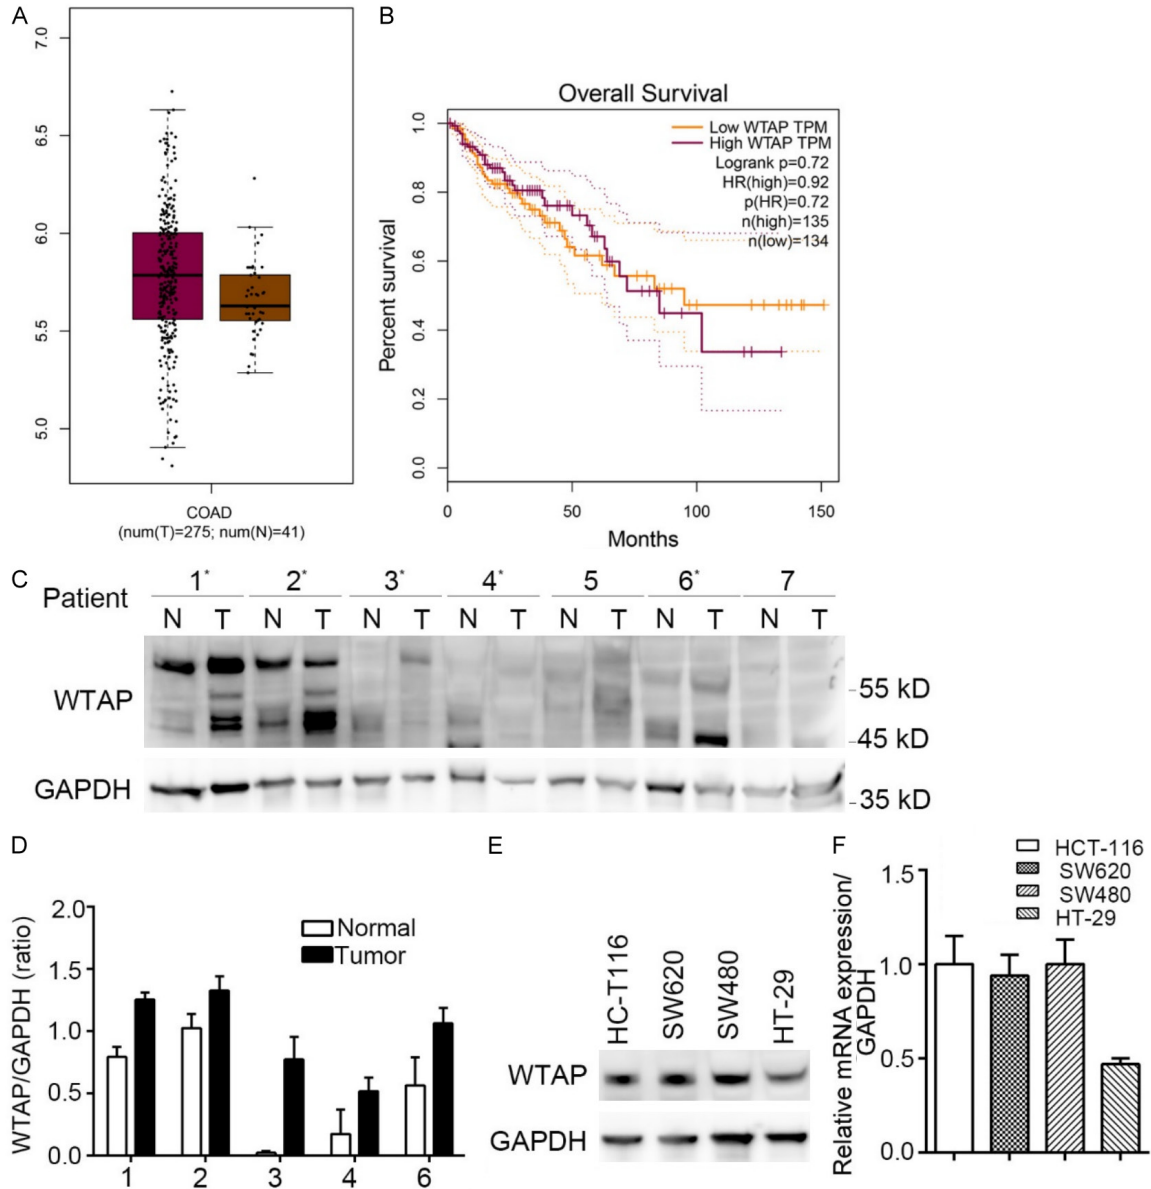 A
7.0
6.5
6.0
5.5
5.0
COAD
(num(T)=275; num(N)=41)
B
Overall Survival
Low WTAP TPM
High WTAP TPM
Logrank p=0.72
HR(high)=0.92
p(HR)=0.72
n(high)=135
n(low)=134
Percent survival
1.0
0.8
0.6
0.4
0.2
0.0
0 50 100 150
Months
C
Patient
1* 2* 3* 4* 5 6* 7
N T N T N T N T N T N T N T
WTAP
-55 kD
-45 kD
GAPDH
-35 kD
D
WTAP/GAPDH (ratio)
2.0
1.5
1.0
0.5
0.0
Normal
Tumor
1 2 3 4 6
E
HC-T116 SW620 SW480 HT-29
WTAP
GAPDH
F
HCT-116
SW620
SW480
HT-29
Relative mRNA expression/
GAPDH
1.5
1.0
0.5
0.0